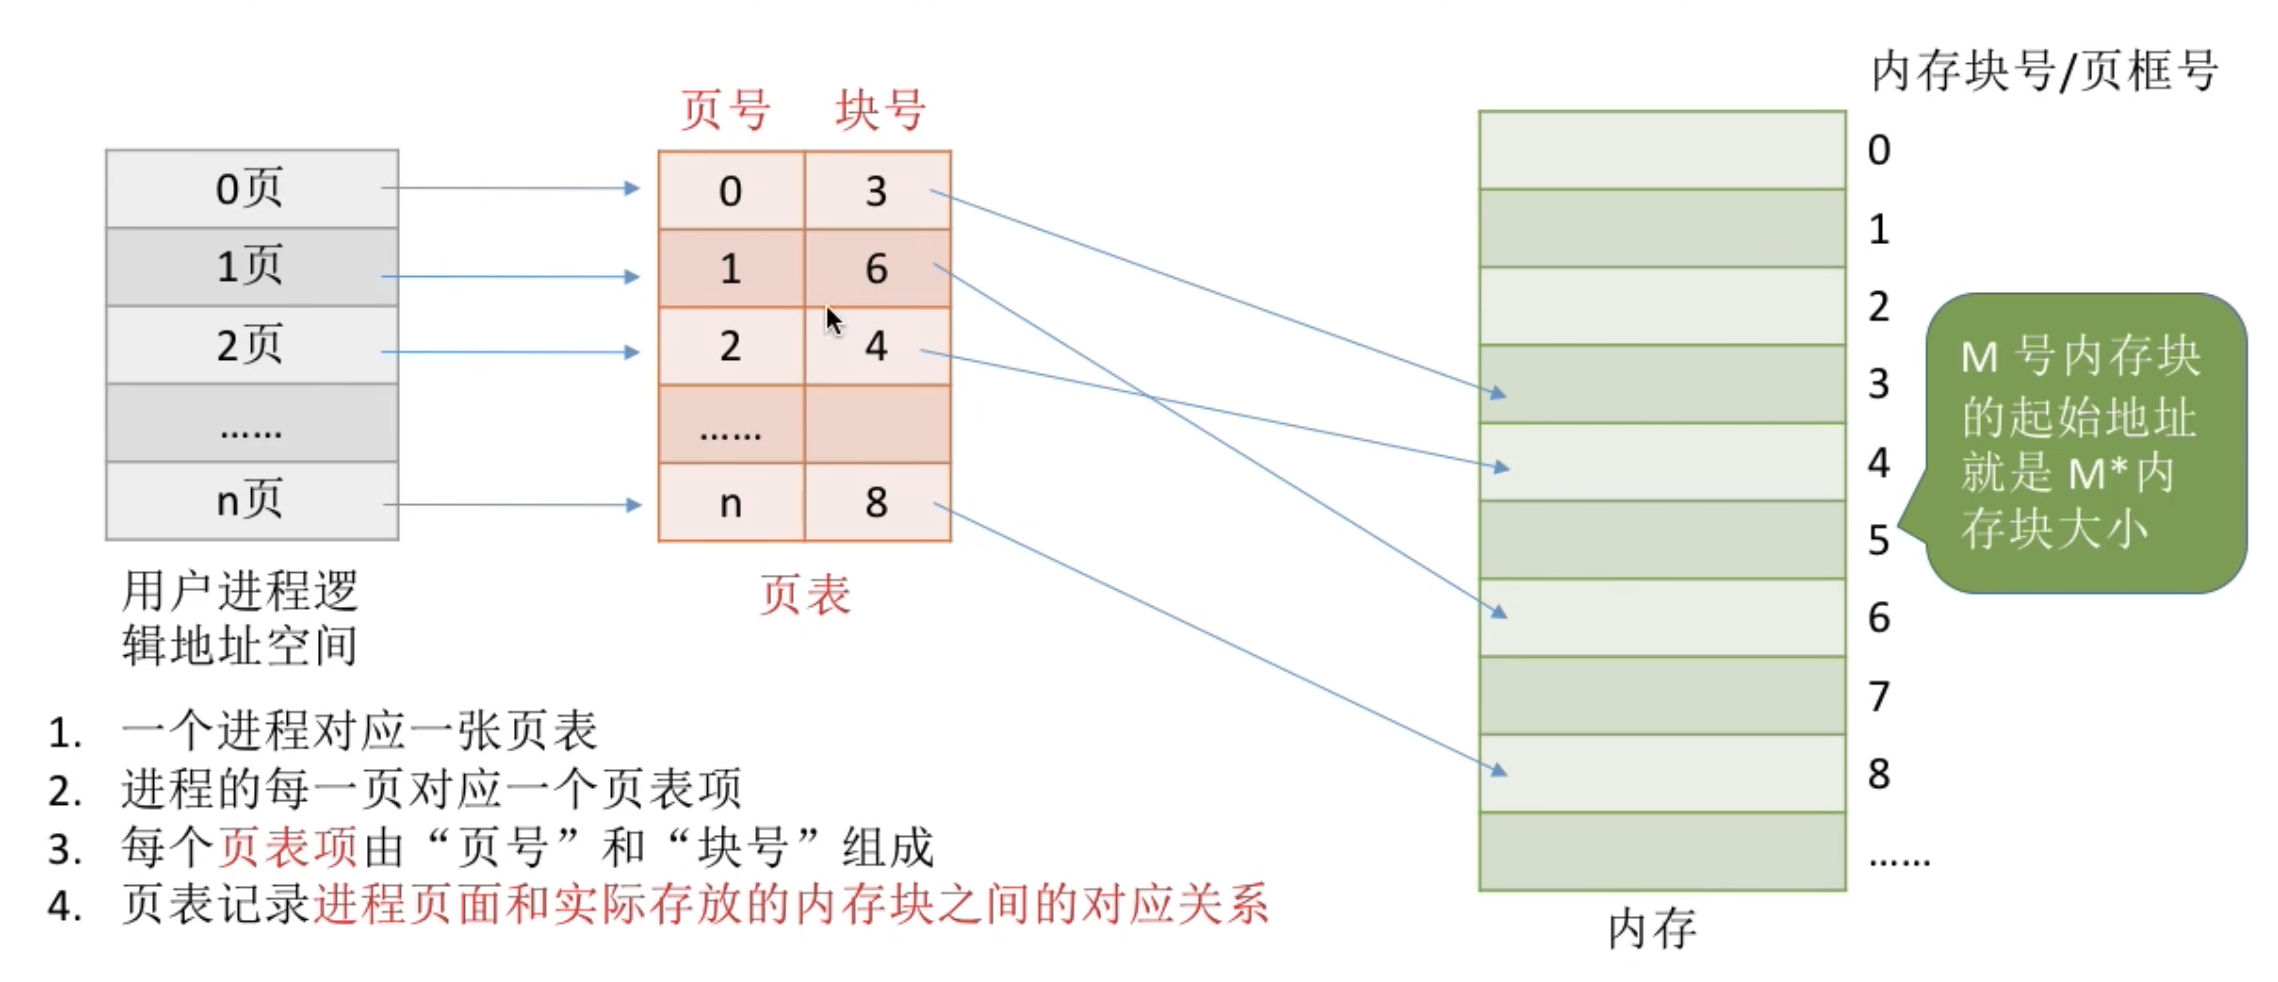 内存块号/页框号
页号 块号
0页
1页
2页
……
n页
0 3
1 6
2 4
……
n 8
0
1
2
3
4
5
6
7
8
……
M 号内存块
的起始地址
就是 M*内
存块大小
用户进程逻
辑地址空间
页表
内存
1. 一个进程对应一张页表
2. 进程的每一页对应一个页表项
3. 每个页表项由“页号”和“块号”组成
4. 页表记录进程页面和实际存放的内存块之间的对应关系